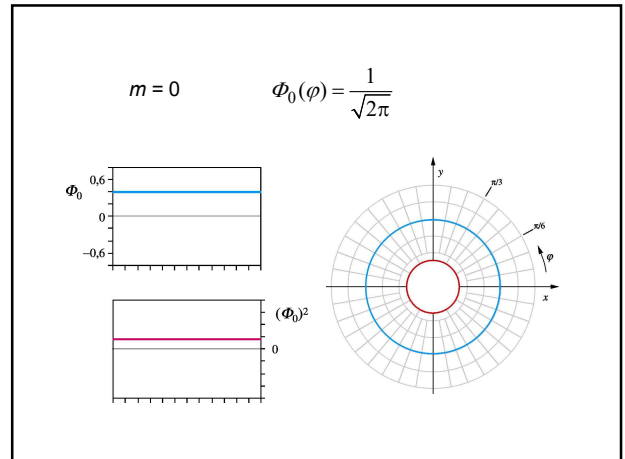 m = 0
Φ₀(φ) = 1/√2π
Φ₀
0,6
0
−0,6
(Φ₀)²
0
y
π/3
π/6
φ
x